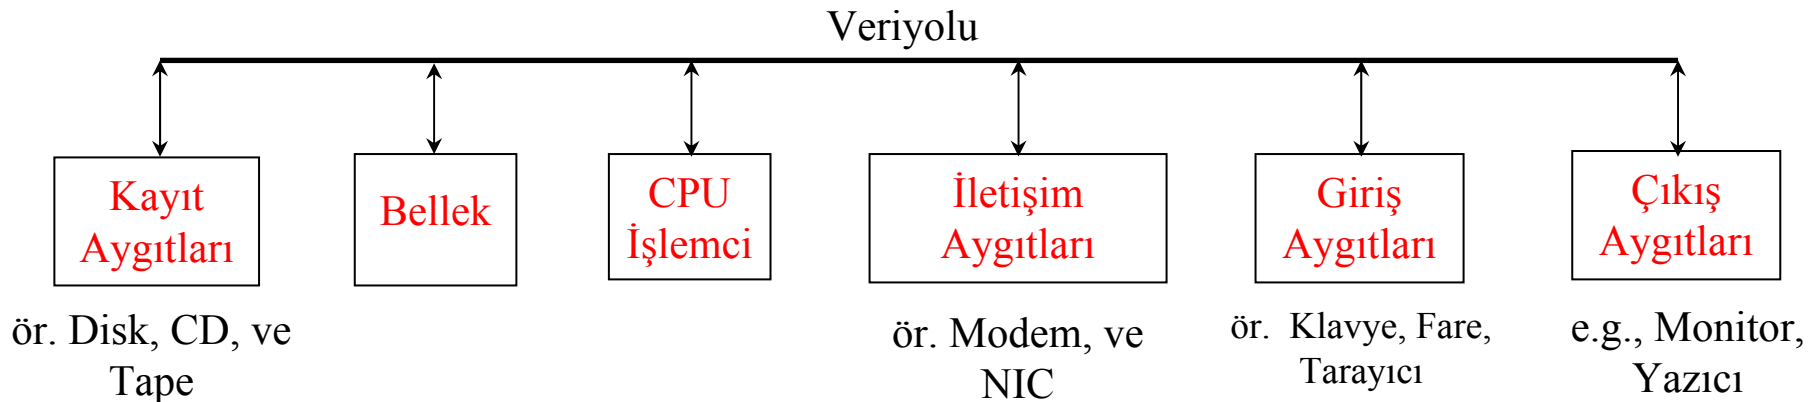 Veriyolu
Kayıt
Aygıtları
Bellek
CPU
İşlemci
İletişim
Aygıtları
Giriş
Aygıtları
Çıkış
Aygıtları
ör. Disk, CD, ve
Tape
ör. Modem, ve
NIC
ör. Klavye, Fare,
Tarayıcı
e.g., Monitor,
Yazıcı